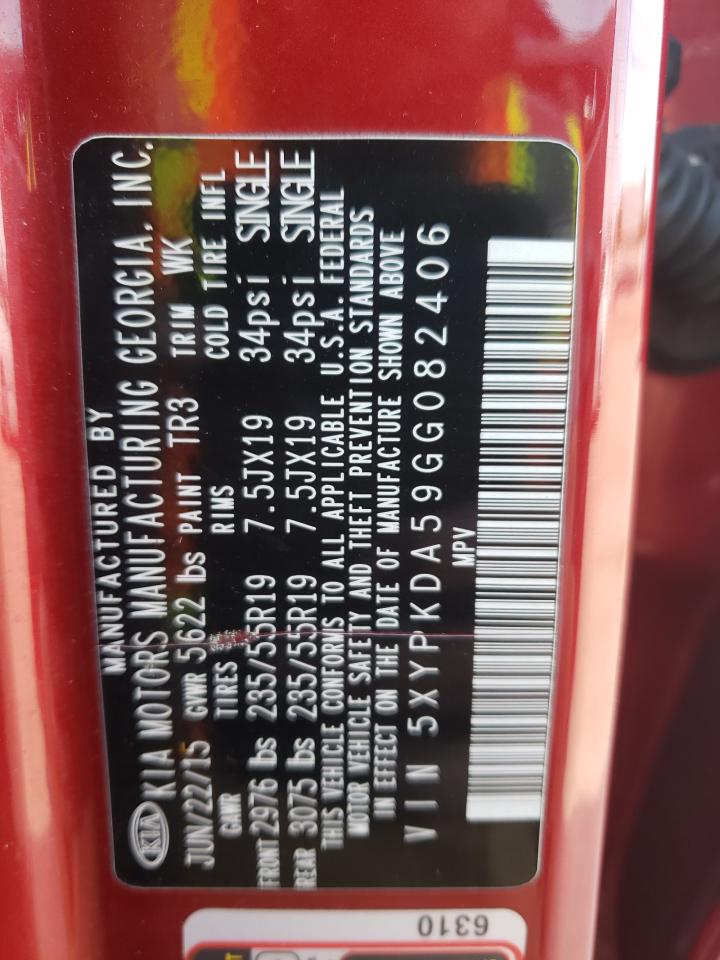 MANUFACTURED BY
KIA KIA MOTORS MANUFACTURING GEORGIA, INC.
JUN/22/15 GVWR 5622 lbs PAINT TR3 TRIM WK
GAWR TIRES RIMS COLD TIRE INFL
FRONT 2976 lbs 235/55R19 7.5JX19 34psi SINGLE
REAR 3075 lbs 235/55R19 7.5JX19 34psi SINGLE
THIS VEHICLE CONFORMS TO ALL APPLICABLE U.S.A. FEDERAL
MOTOR VEHICLE SAFETY AND THEFT PREVENTION STANDARDS
IN EFFECT ON THE DATE OF MANUFACTURE SHOWN ABOVE
VIN 5XYPKDA59GG082406
MPV
6310